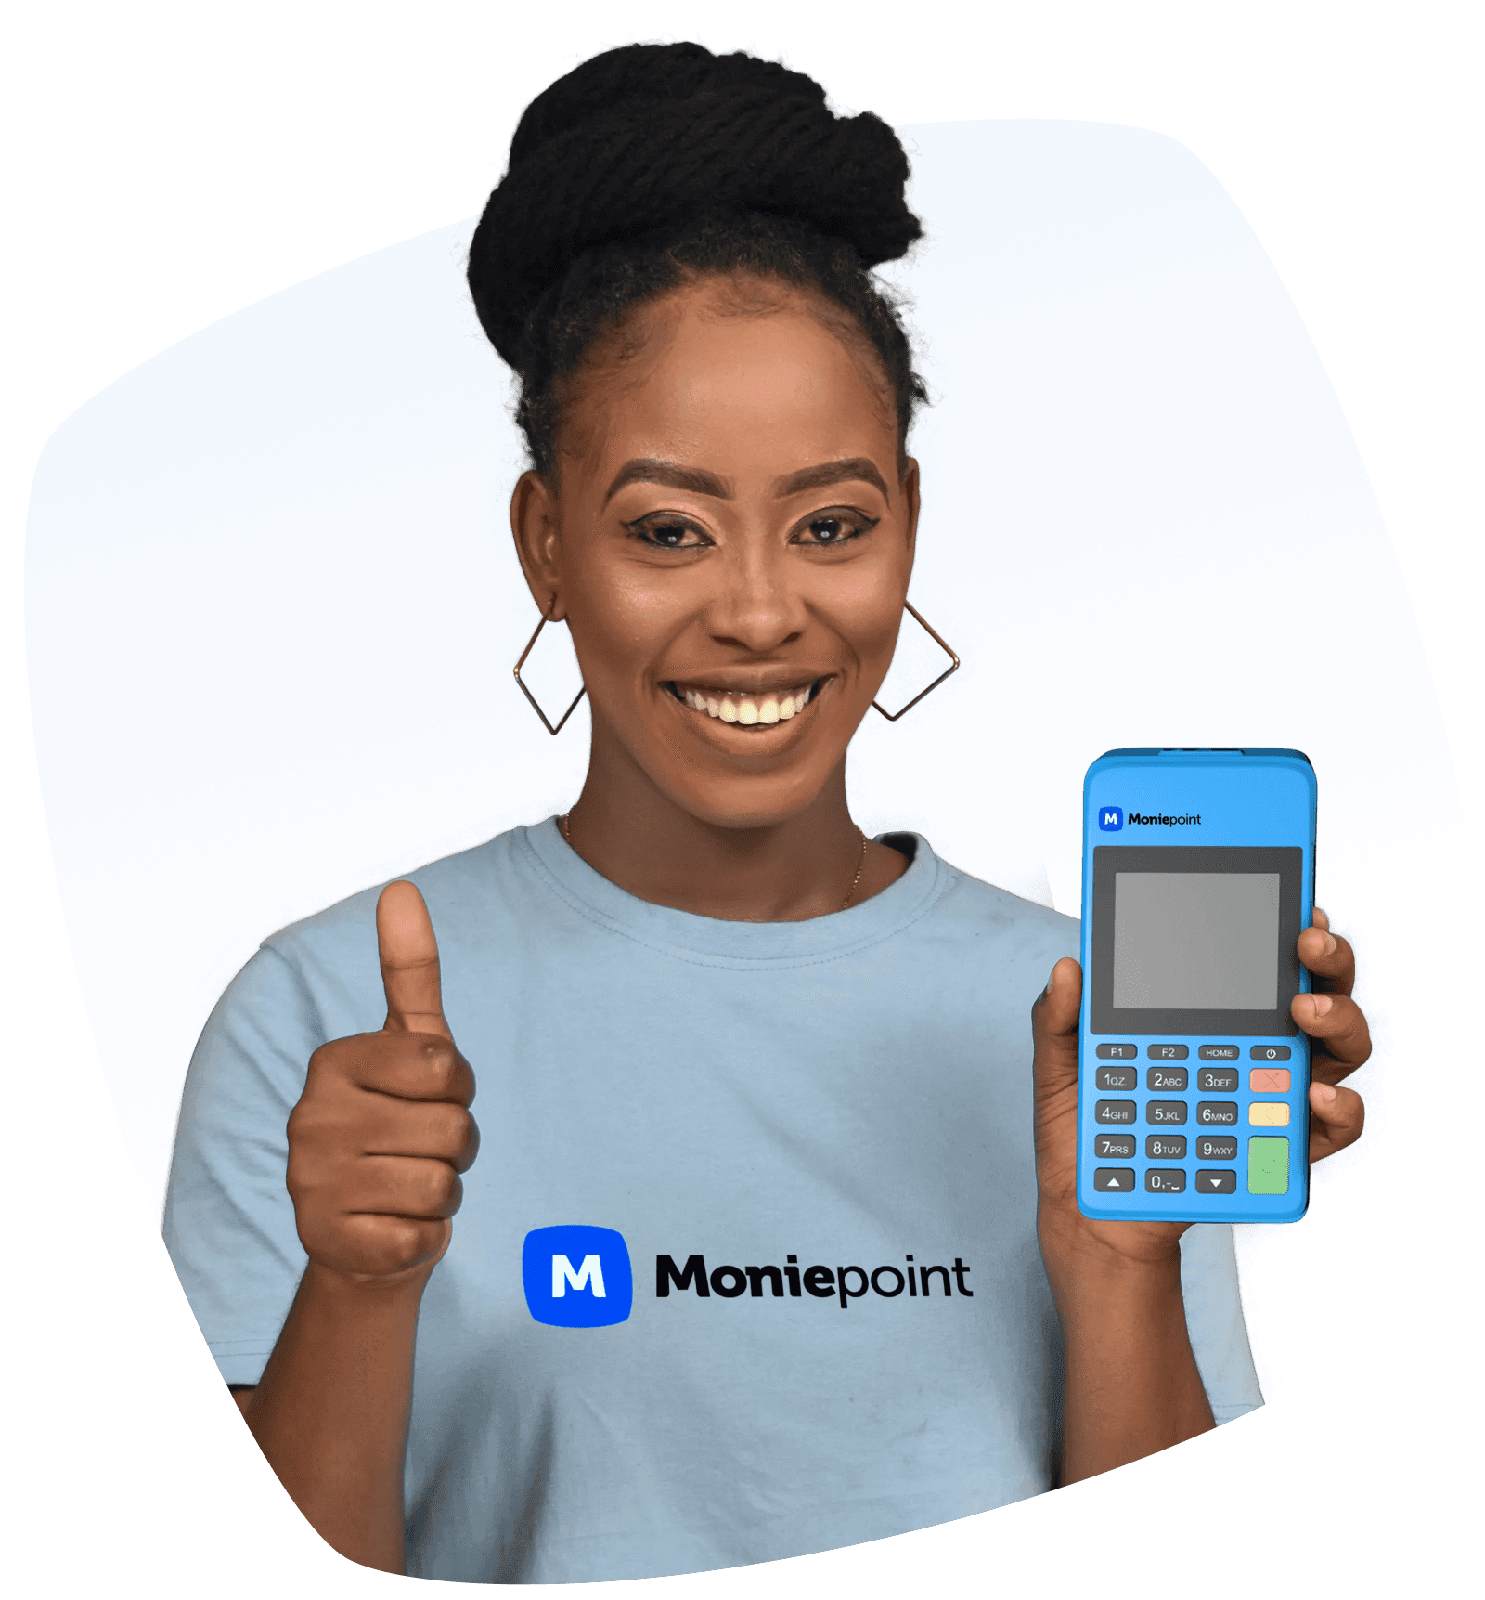 M Moniepoint
F1 F2 HOME
1QZ. 2ABC 3DEF
4GHI 5JKL 6MNO
7PRS 8TUV 9WXY
0,-⎵
M Moniepoint